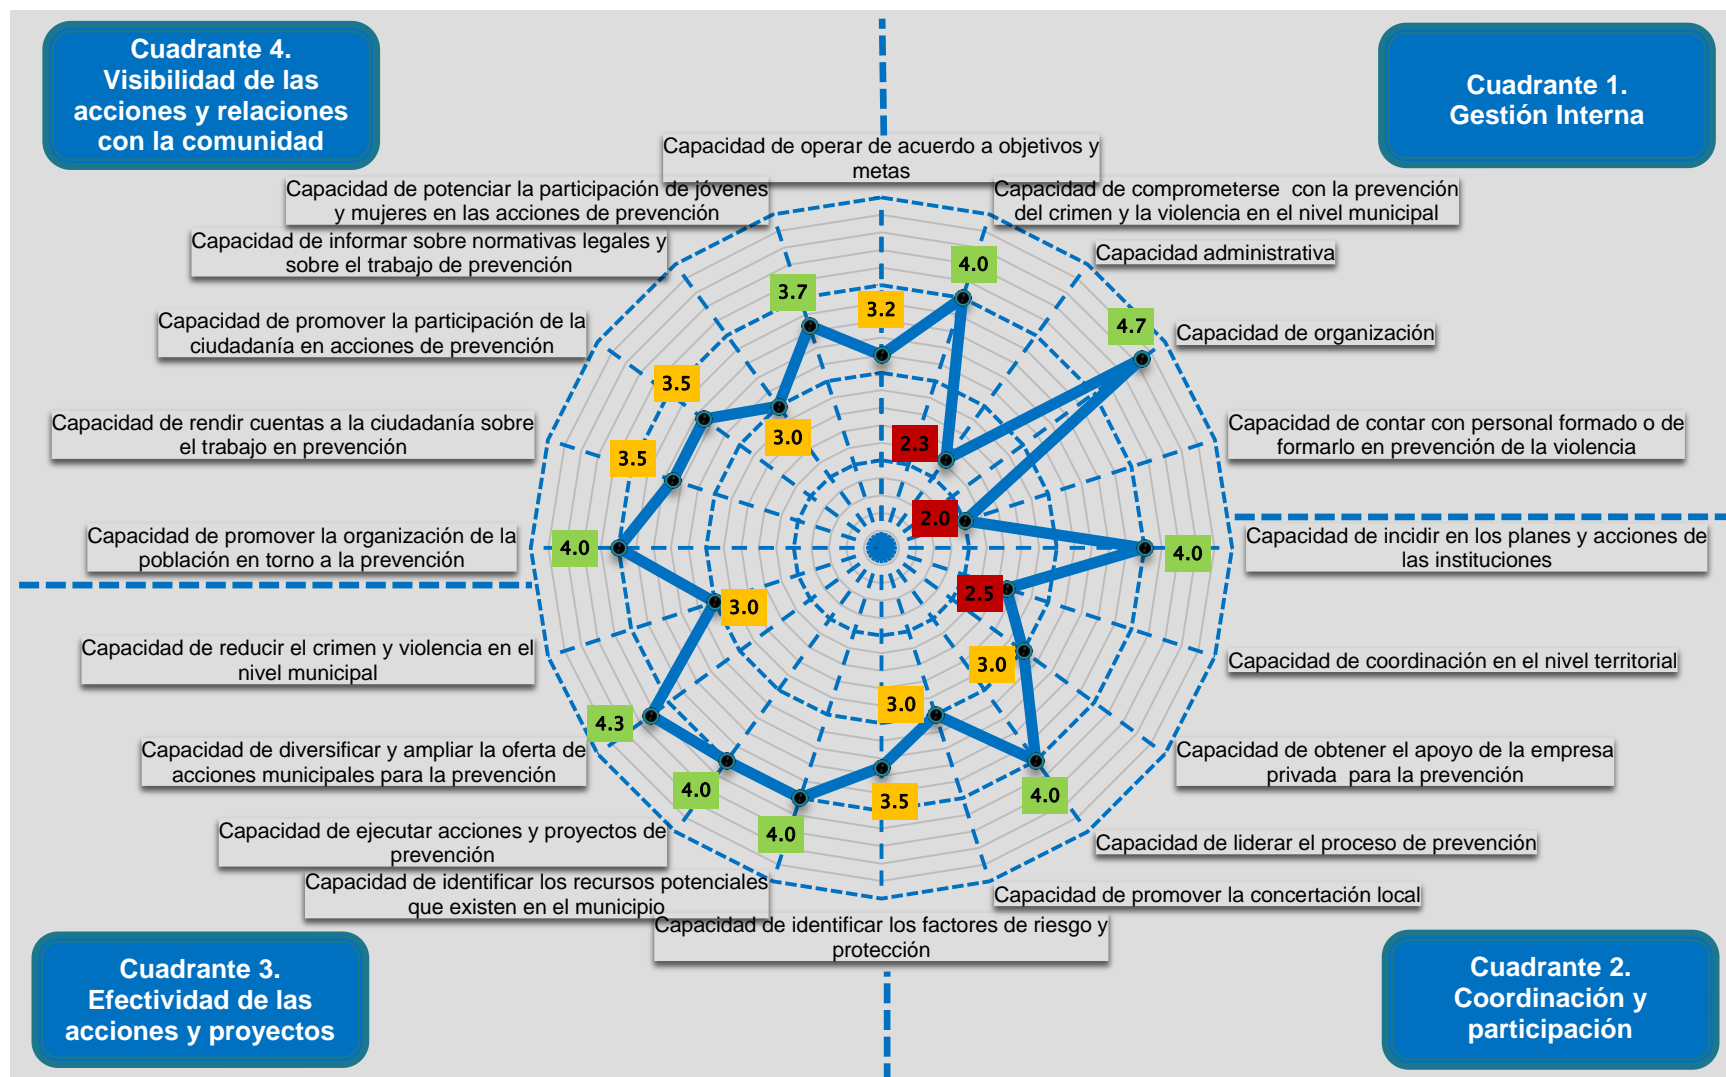 Cuadrante 4.
Visibilidad de las
acciones y relaciones
con la comunidad
Cuadrante 1.
Gestión Interna
Capacidad de operar de acuerdo a objetivos y
metas
Capacidad de potenciar la participación de jóvenes
y mujeres en las acciones de prevención
Capacidad de comprometerse  con la prevención
del crimen y la violencia en el nivel municipal
Capacidad de informar sobre normativas legales y
sobre el trabajo de prevención
Capacidad administrativa
Capacidad de promover la participación de la
ciudadanía en acciones de prevención
Capacidad de organización
Capacidad de rendir cuentas a la ciudadanía sobre
el trabajo en prevención
Capacidad de contar con personal formado o de
formarlo en prevención de la violencia
Capacidad de promover la organización de la
población en torno a la prevención
Capacidad de incidir en los planes y acciones de
las instituciones
Capacidad de reducir el crimen y violencia en el
nivel municipal
Capacidad de coordinación en el nivel territorial
Capacidad de diversificar y ampliar la oferta de
acciones municipales para la prevención
Capacidad de obtener el apoyo de la empresa
privada  para la prevención
Capacidad de ejecutar acciones y proyectos de
prevención
Capacidad de liderar el proceso de prevención
Capacidad de identificar los recursos potenciales
que existen en el municipio
Capacidad de promover la concertación local
Capacidad de identificar los factores de riesgo y
protección
3.2
4.0
2.3
4.7
2.0
4.0
2.5
3.0
4.0
3.0
3.5
4.0
4.0
4.3
3.0
4.0
3.5
3.5
3.0
3.7
Cuadrante 3.
Efectividad de las
acciones y proyectos
Cuadrante 2.
Coordinación y
participación